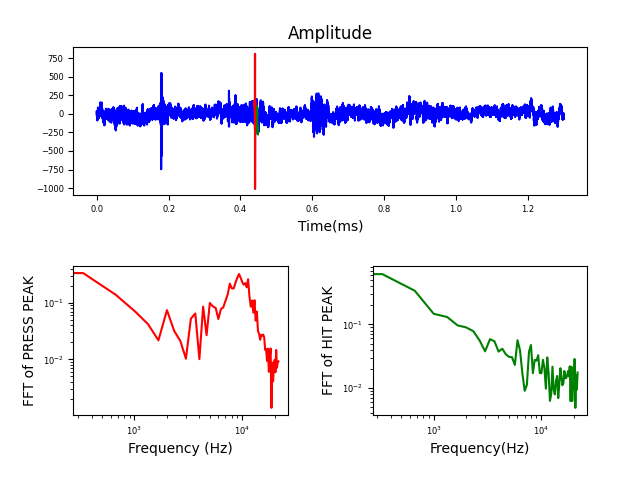 Amplitude
750
500
250
0
−250
−500
−750
−1000
0.0 0.2 0.4 0.6 0.8 1.0 1.2
Time(ms)
FFT of PRESS PEAK
10⁻¹
10⁻²
10³ 10⁴
Frequency (Hz)
FFT of HIT PEAK
10⁻¹
10⁻²
10³ 10⁴
Frequency(Hz)